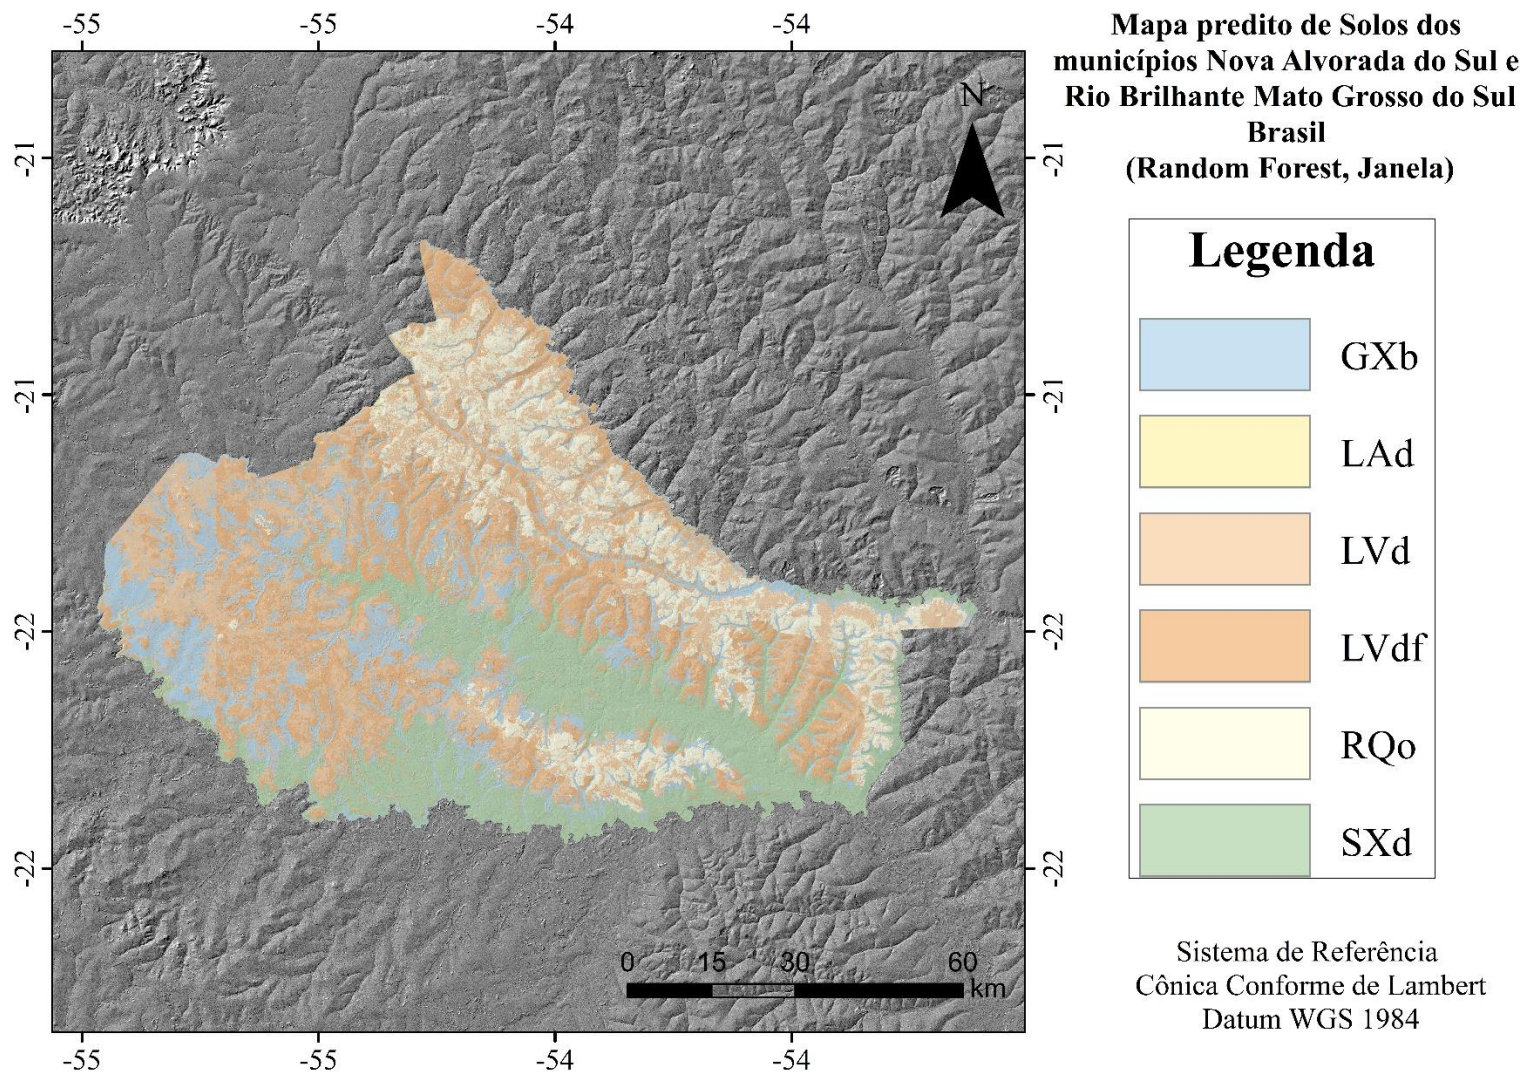 -55 -55 -54 -54
Mapa predito de Solos dos
municípios Nova Alvorada do Sul e
Rio Brilhante Mato Grosso do Sul
Brasil
(Random Forest, Janela)
N
-21
-21
-21
-21
-22
-22
-22
-22
Legenda
GXb
LAd
LVd
LVdf
RQo
SXd
0 15 30 60
km
Sistema de Referência
Cônica Conforme de Lambert
Datum WGS 1984
-55 -55 -54 -54